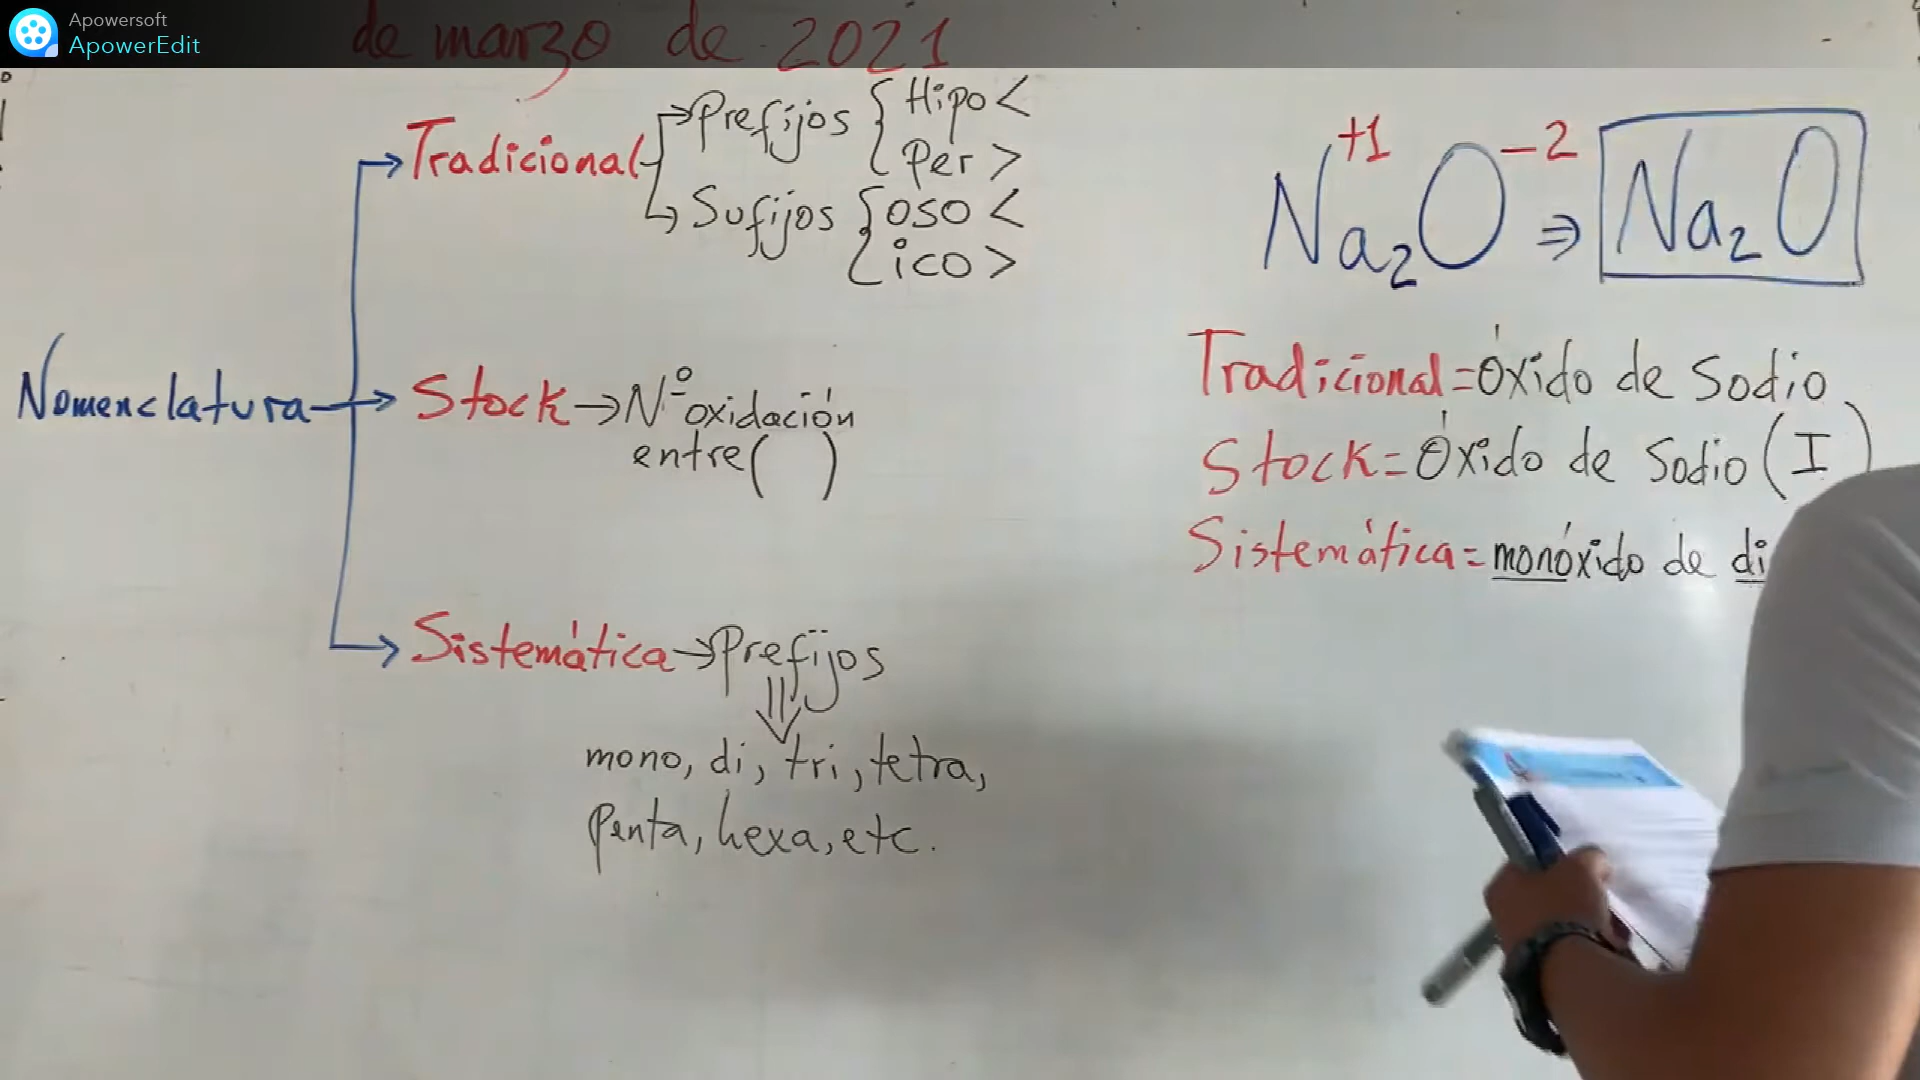 Apowersoft
ApowerEdit
de marzo de 2021
Nomenclatura
Tradicional
Prefijos { Hipo <
Per >
Sufijos { oso <
ico >
Stock → Nº oxidación
entre ( )
Sistemática → Prefijos
mono, di, tri, tetra,
Penta, hexa, etc.
+1 -2
Na₂O ⇒ Na₂O
Tradicional = Óxido de Sodio
Stock = Óxido de Sodio (I)
Sistemática = monóxido de di